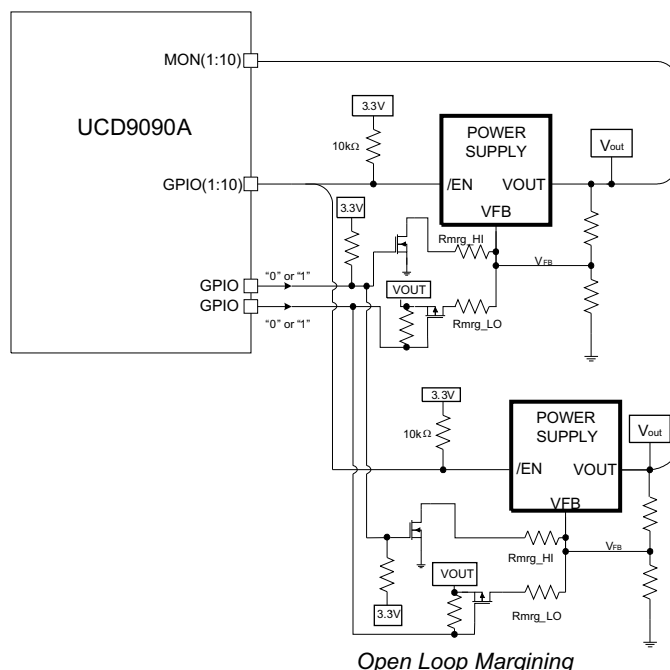 MON(1:10)
UCD9090A
GPIO(1:10)
GPIO
GPIO
"0" or "1"
"0" or "1"
3.3V
10kΩ
3.3V
POWER
SUPPLY
/EN
VOUT
VFB
Vout
Rmrg_HI
VFB
VOUT
Rmrg_LO
3.3V
10kΩ
POWER
SUPPLY
/EN
VOUT
VFB
Vout
Rmrg_HI
VFB
VOUT
Rmrg_LO
3.3V
Open Loop Margining